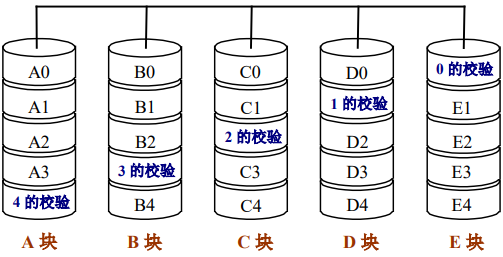 A0 B0 C0 D0 0 的校验
A1 B1 C1 1 的校验 E1
A2 B2 2 的校验 D2 E2
A3 3 的校验 C3 D3 E3
4 的校验 B4 C4 D4 E4
A 块 B 块 C 块 D 块 E 块